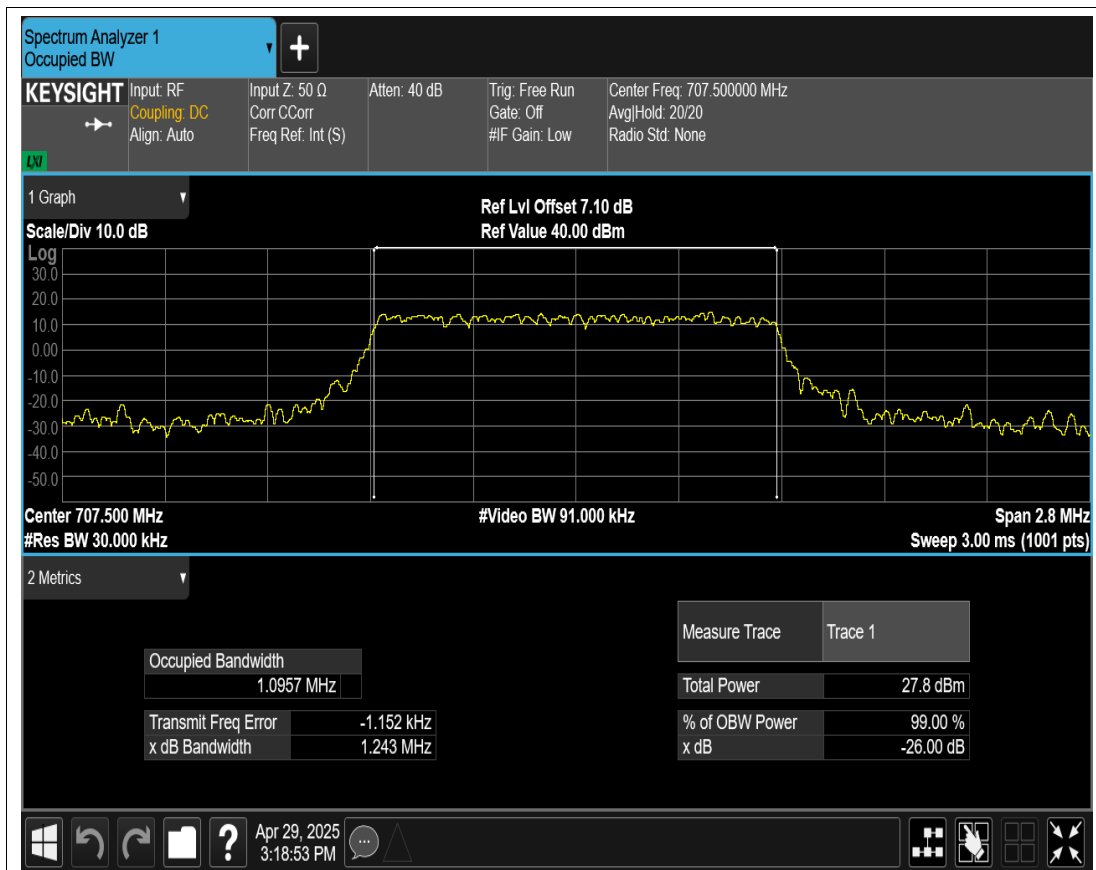 Spectrum Analyzer 1
Occupied BW
KEYSIGHT
LXI
Input: RF
Coupling: DC
Align: Auto
Input Z: 50 Ω
Corr CCorr
Freq Ref: Int (S)
Atten: 40 dB
Trig: Free Run
Gate: Off
#IF Gain: Low
Center Freq: 707.500000 MHz
Avg|Hold: 20/20
Radio Std: None
1 Graph
Ref Lvl Offset 7.10 dB
Scale/Div 10.0 dB
Ref Value 40.00 dBm
Log
30.0
20.0
10.0
0.00
-10.0
-20.0
-30.0
-40.0
-50.0
Center 707.500 MHz
#Video BW 91.000 kHz
Span 2.8 MHz
#Res BW 30.000 kHz
Sweep 3.00 ms (1001 pts)
2 Metrics
Occupied Bandwidth
1.0957 MHz
Transmit Freq Error -1.152 kHz
x dB Bandwidth 1.243 MHz
Measure Trace Trace 1
Total Power 27.8 dBm
% of OBW Power 99.00 %
x dB -26.00 dB
Apr 29, 2025
3:18:53 PM